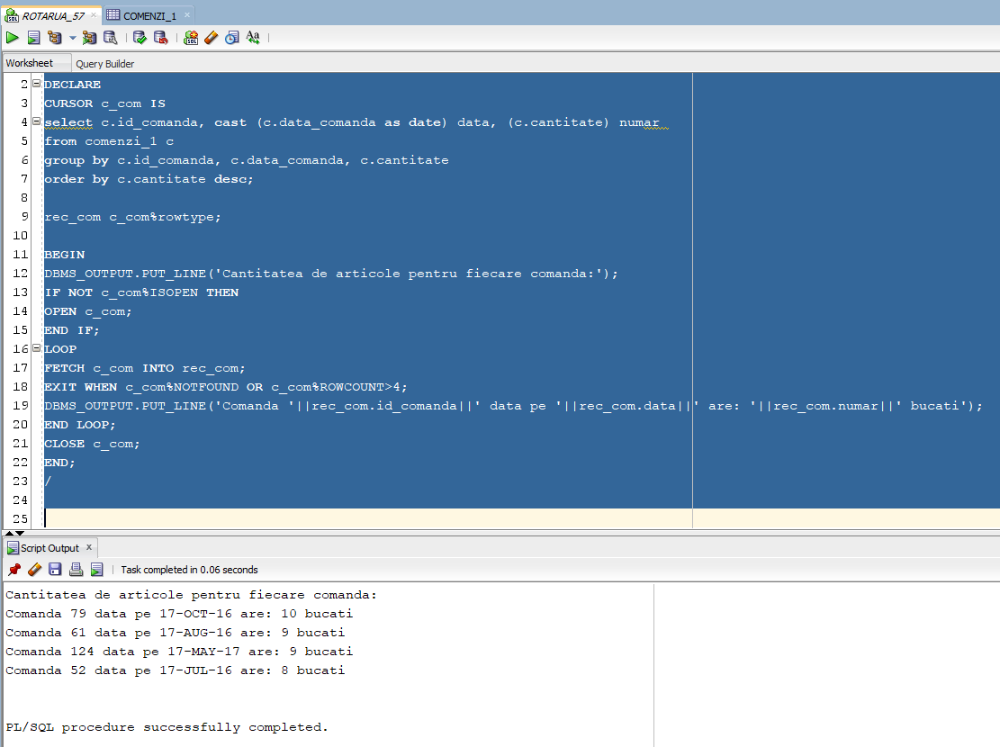 ROTARUA_57 × COMENZI_1 ×
SQL Aa
Worksheet Query Builder
2 DECLARE
3 CURSOR c_com IS
4 select c.id_comanda, cast (c.data_comanda as date) data, (c.cantitate) numar
5 from comenzi_1 c
6 group by c.id_comanda, c.data_comanda, c.cantitate
7 order by c.cantitate desc;
8
9 rec_com c_com%rowtype;
10
11 BEGIN
12 DBMS_OUTPUT.PUT_LINE('Cantitatea de articole pentru fiecare comanda:');
13 IF NOT c_com%ISOPEN THEN
14 OPEN c_com;
15 END IF;
16 LOOP
17 FETCH c_com INTO rec_com;
18 EXIT WHEN c_com%NOTFOUND OR c_com%ROWCOUNT>4;
19 DBMS_OUTPUT.PUT_LINE('Comanda '||rec_com.id_comanda||' data pe '||rec_com.data||' are: '||rec_com.numar||' bucati');
20 END LOOP;
21 CLOSE c_com;
22 END;
23 /
24
25
Script Output x
Task completed in 0.06 seconds
Cantitatea de articole pentru fiecare comanda:
Comanda 79 data pe 17-OCT-16 are: 10 bucati
Comanda 61 data pe 17-AUG-16 are: 9 bucati
Comanda 124 data pe 17-MAY-17 are: 9 bucati
Comanda 52 data pe 17-JUL-16 are: 8 bucati
PL/SQL procedure successfully completed.